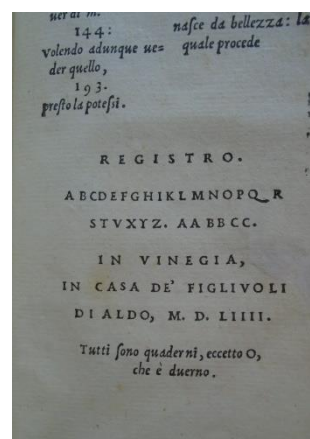 uer di m.
144:
volendo adunque ue=
der quello,
193.
presto la potesſi.
nasce da bellezza: la
quale procede
REGISTRO.
ABCDEFGHIKLMNOPQR
STVXYZ. AABBCC.
IN VINEGIA,
IN CASA DE' FIGLIVOLI
DI ALDO, M. D. LIIII.
Tutti sono quaderni, eccetto O,
che è duerno.